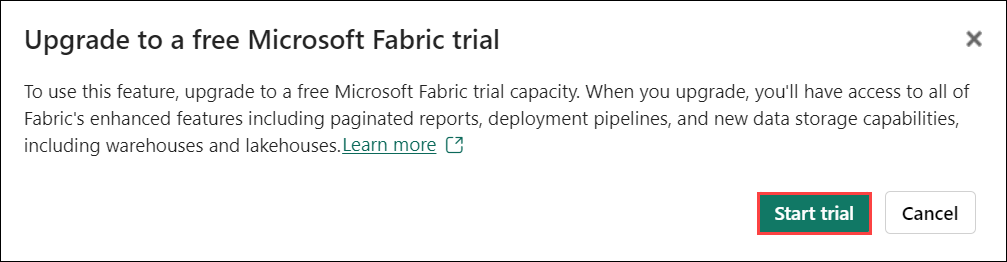 Upgrade to a free Microsoft Fabric trial
To use this feature, upgrade to a free Microsoft Fabric trial capacity. When you upgrade, you'll have access to all of
Fabric's enhanced features including paginated reports, deployment pipelines, and new data storage capabilities,
including warehouses and lakehouses.Learn more
Start trial Cancel